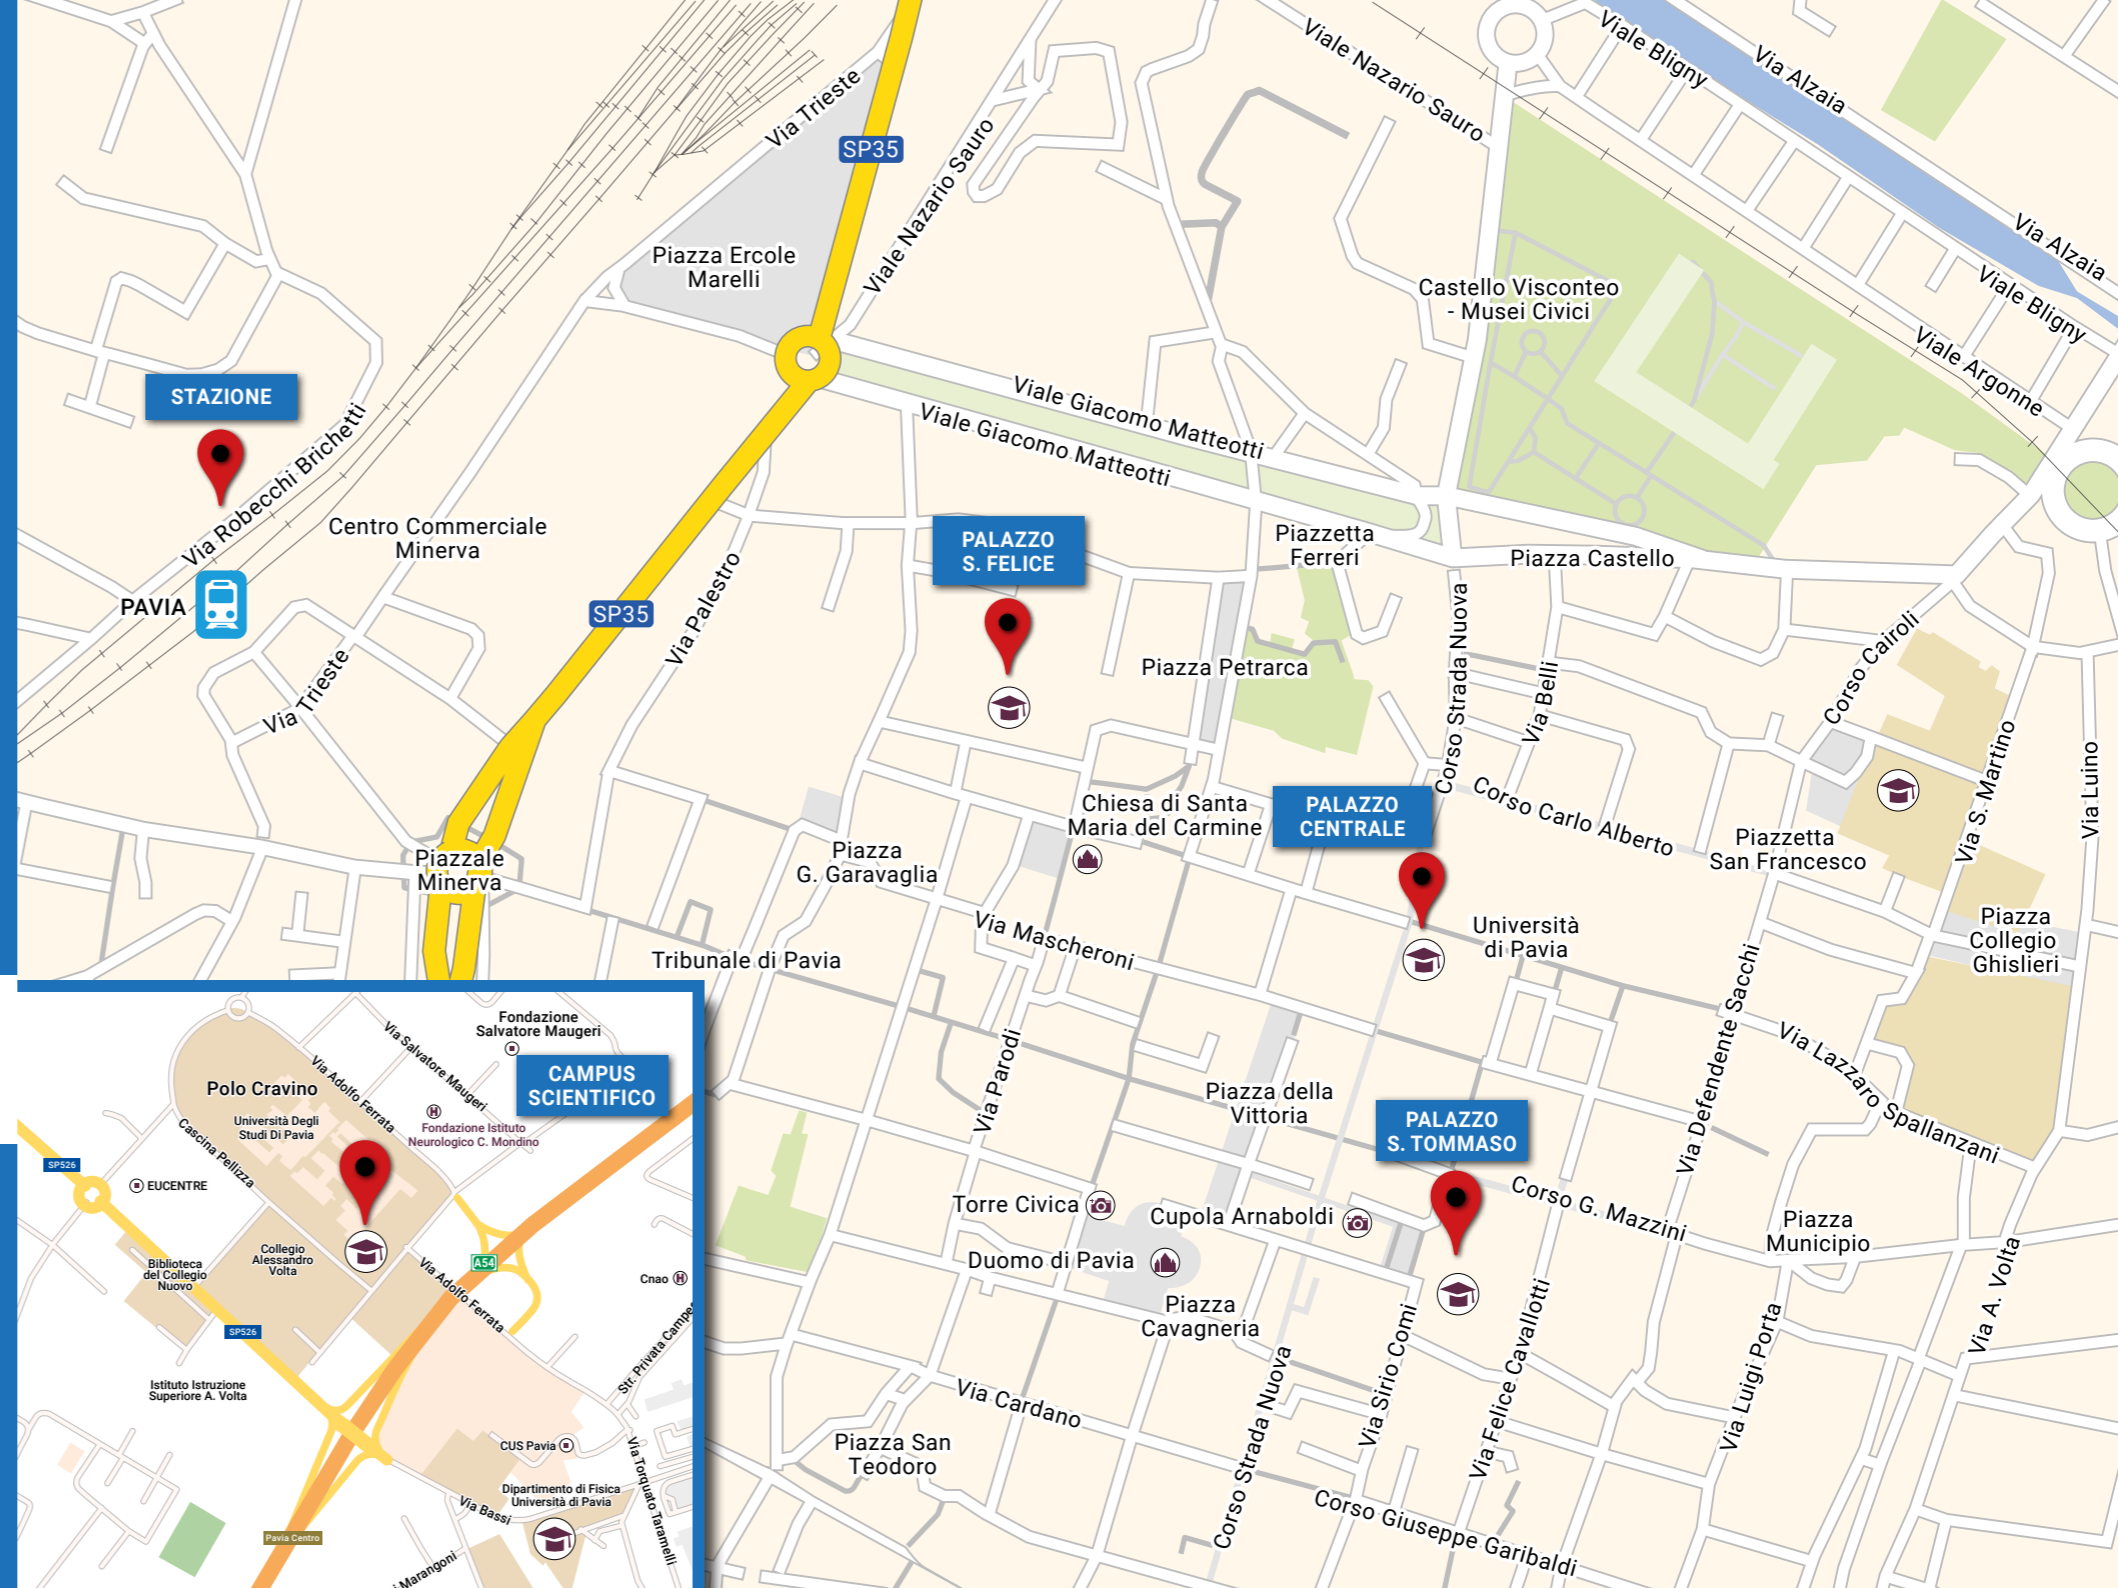 Viale Nazario Sauro
Viale Bligny
Via Alzaia
Via Trieste
SP35
Viale Nazario Sauro
Piazza Ercole
Marelli
Castello Visconteo
- Musei Civici
Via Alzaia
Viale Bligny
Viale Argonne
STAZIONE
Via Robecchi Brichetti
Viale Giacomo Matteotti
Viale Giacomo Matteotti
Centro Commerciale
Minerva
PALAZZO
S. FELICE
Piazzetta
Ferreri
Piazza Castello
PAVIA
SP35
Via Palestro
Via Trieste
Piazza Petrarca
Corso Strada Nuova
Via Belli
Corso Cairoli
Via S. Martino
Via Luino
Chiesa di Santa
Maria del Carmine
PALAZZO
CENTRALE
Corso Carlo Alberto
Piazzetta
San Francesco
Piazzale
Minerva
Piazza
G. Garavaglia
Via Mascheroni
Università
di Pavia
Piazza
Collegio
Ghislieri
Tribunale di Pavia
Via Defendente Sacchi
Via Parodi
Via Lazzaro Spallanzani
Piazza della
Vittoria
PALAZZO
S. TOMMASO
Torre Civica
Cupola Arnaboldi
Corso G. Mazzini
Piazza
Municipio
Duomo di Pavia
Piazza
Cavagneria
Via Sirio Comi
Via Felice Cavallotti
Via Luigi Porta
Via A. Volta
Via Cardano
Corso Strada Nuova
Piazza San
Teodoro
Corso Giuseppe Garibaldi
Fondazione
Salvatore Maugeri
Via Salvatore Maugeri
CAMPUS
SCIENTIFICO
Via Adolfo Ferrata
Polo Cravino
Università Degli
Studi Di Pavia
Fondazione Istituto
Neurologico C. Mondino
Cascina Pellizza
SP526
EUCENTRE
Collegio
Alessandro
Volta
Biblioteca
del Collegio
Nuovo
A54
Via Adolfo Ferrata
Cnao
SP526
Str. Privata Campe
Istituto Istruzione
Superiore A. Volta
CUS Pavia
Via Torquato Taramelli
Dipartimento di Fisica
Università di Pavia
Via Bassi
Pavia Centro
i Marangoni